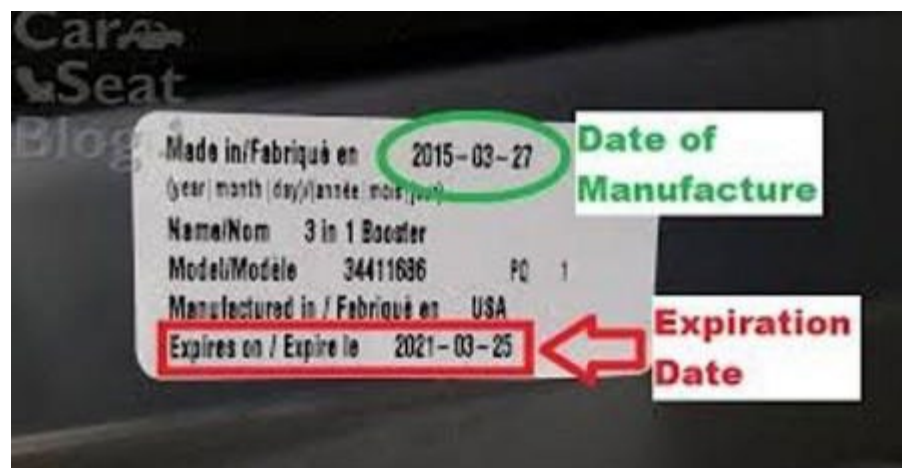 Car
Seat
Blog
Made in/Fabriqué en 2015-03-27
(year|month|day)/(année mois jour)
Name/Nom 3 in 1 Booster
Model/Modèle 34411686 PQ 1
Manufactured in / Fabriqué en USA
Expires on / Expire le 2021-03-25
Date of
Manufacture
Expiration
Date